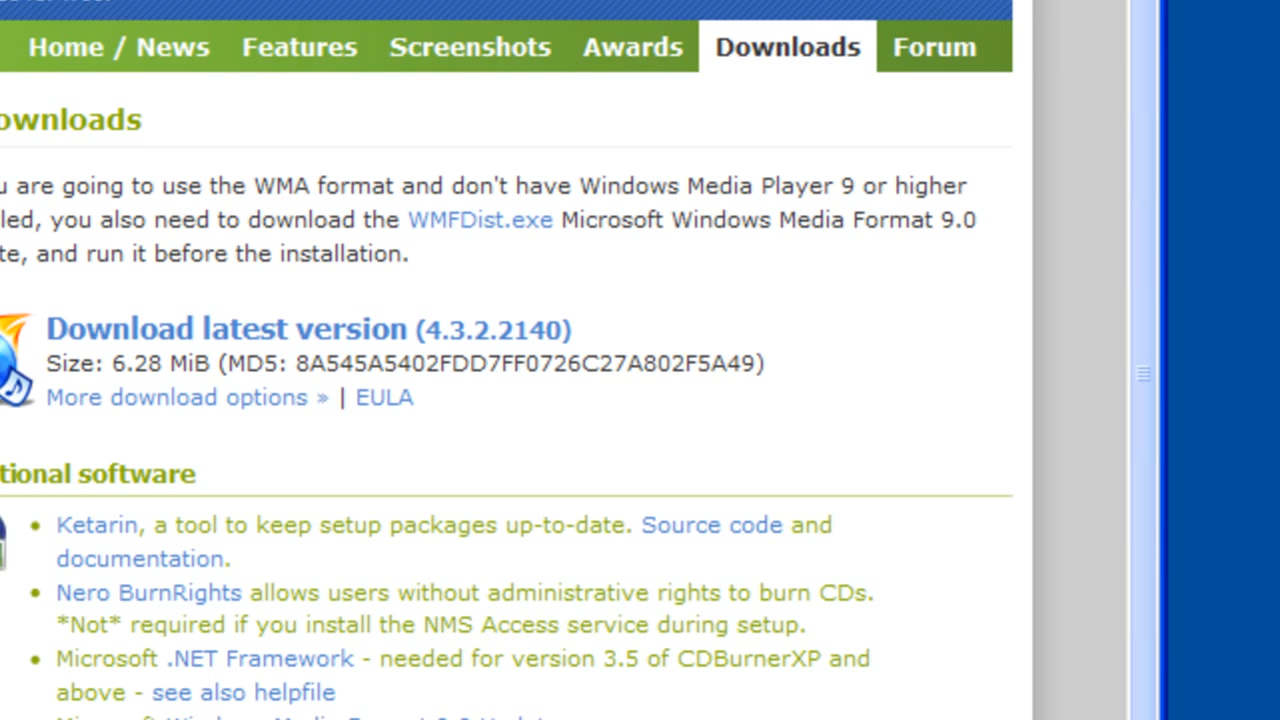 Home / News Features Screenshots Awards Downloads Forum
ownloads
u are going to use the WMA format and don't have Windows Media Player 9 or higher
led, you also need to download the WMFDist.exe Microsoft Windows Media Format 9.0
te, and run it before the installation.
Download latest version (4.3.2.2140)
Size: 6.28 MiB (MD5: 8A545A5402FDD7FF0726C27A802F5A49)
More download options » | EULA
tional software
• Ketarin, a tool to keep setup packages up-to-date. Source code and
documentation.
• Nero BurnRights allows users without administrative rights to burn CDs.
*Not* required if you install the NMS Access service during setup.
• Microsoft .NET Framework - needed for version 3.5 of CDBurnerXP and
above - see also helpfile